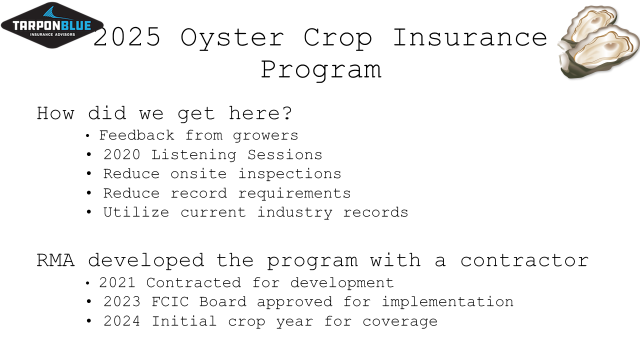 TARPONBLUE
INSURANCE ADVISORS
2025 Oyster Crop Insurance
Program
How did we get here?
• Feedback from growers
• 2020 Listening Sessions
• Reduce onsite inspections
• Reduce record requirements
• Utilize current industry records
RMA developed the program with a contractor
• 2021 Contracted for development
• 2023 FCIC Board approved for implementation
• 2024 Initial crop year for coverage